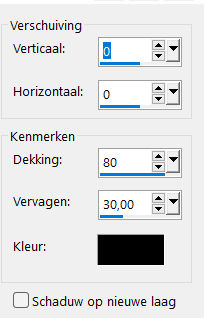 Verschuiving
Verticaal: 0
Horizontaal: 0
Kenmerken
Dekking: 80
Vervagen: 30,00
Kleur:
Schaduw op nieuwe laag